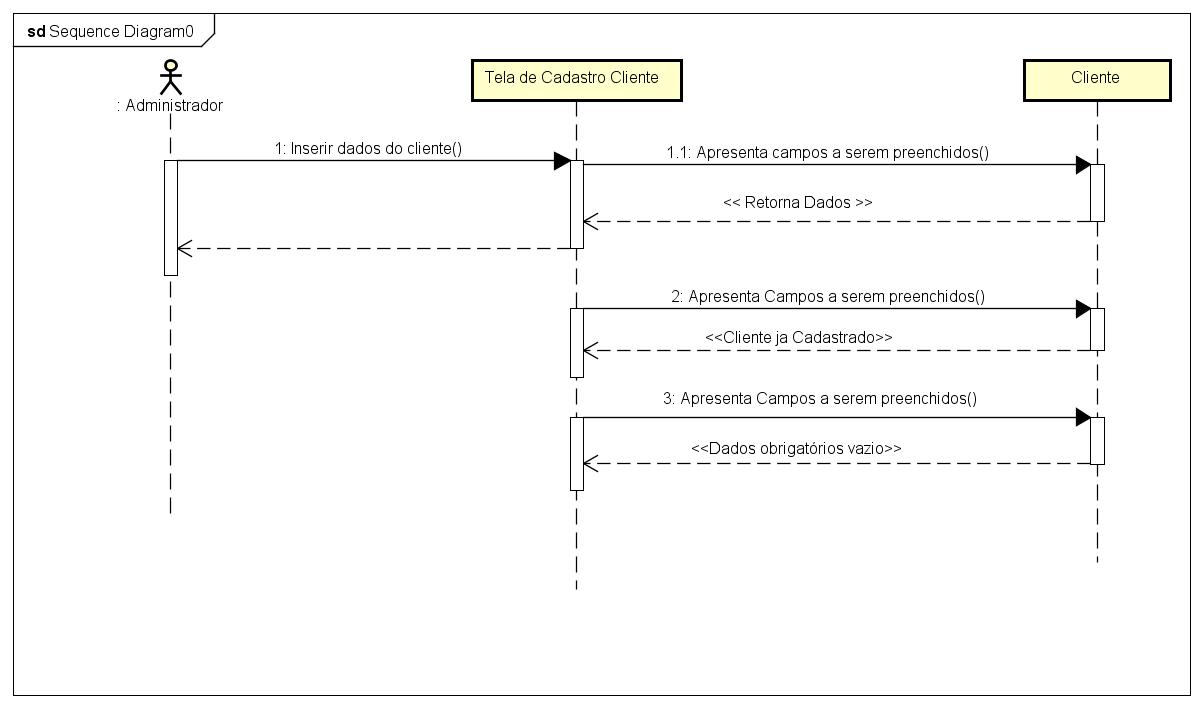 sd Sequence Diagram0
: Administrador
Tela de Cadastro Cliente
Cliente
1: Inserir dados do cliente()
1.1: Apresenta campos a serem preenchidos()
<< Retorna Dados >>
2: Apresenta Campos a serem preenchidos()
<<Cliente ja Cadastrado>>
3: Apresenta Campos a serem preenchidos()
<<Dados obrigatórios vazio>>